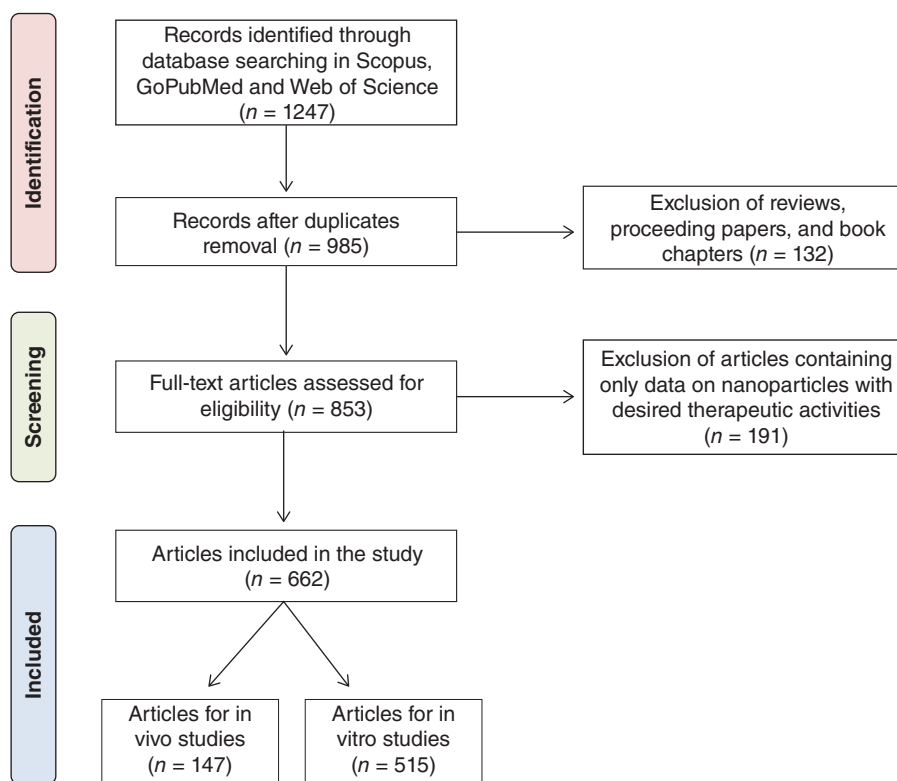 Identification
Records identified through
database searching in Scopus,
GoPubMed and Web of Science
(n = 1247)
Records after duplicates
removal (n = 985)
Exclusion of reviews,
proceeding papers, and book
chapters (n = 132)
Screening
Full-text articles assessed for
eligibility (n = 853)
Exclusion of articles containing
only data on nanoparticles with
desired therapeutic activities
(n = 191)
Included
Articles included in the study
(n = 662)
Articles for in
vivo studies
(n = 147)
Articles for in
vitro studies
(n = 515)